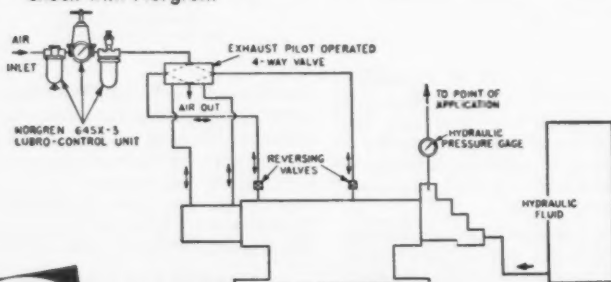 AIR
INLET
EXHAUST PILOT OPERATED
4-WAY VALVE
AIR OUT
NORGREN 645X-3
LUBRO-CONTROL UNIT
REVERSING
VALVES
TO POINT OF
APPLICATION
HYDRAULIC
PRESSURE GAGE
HYDRAULIC
FLUID